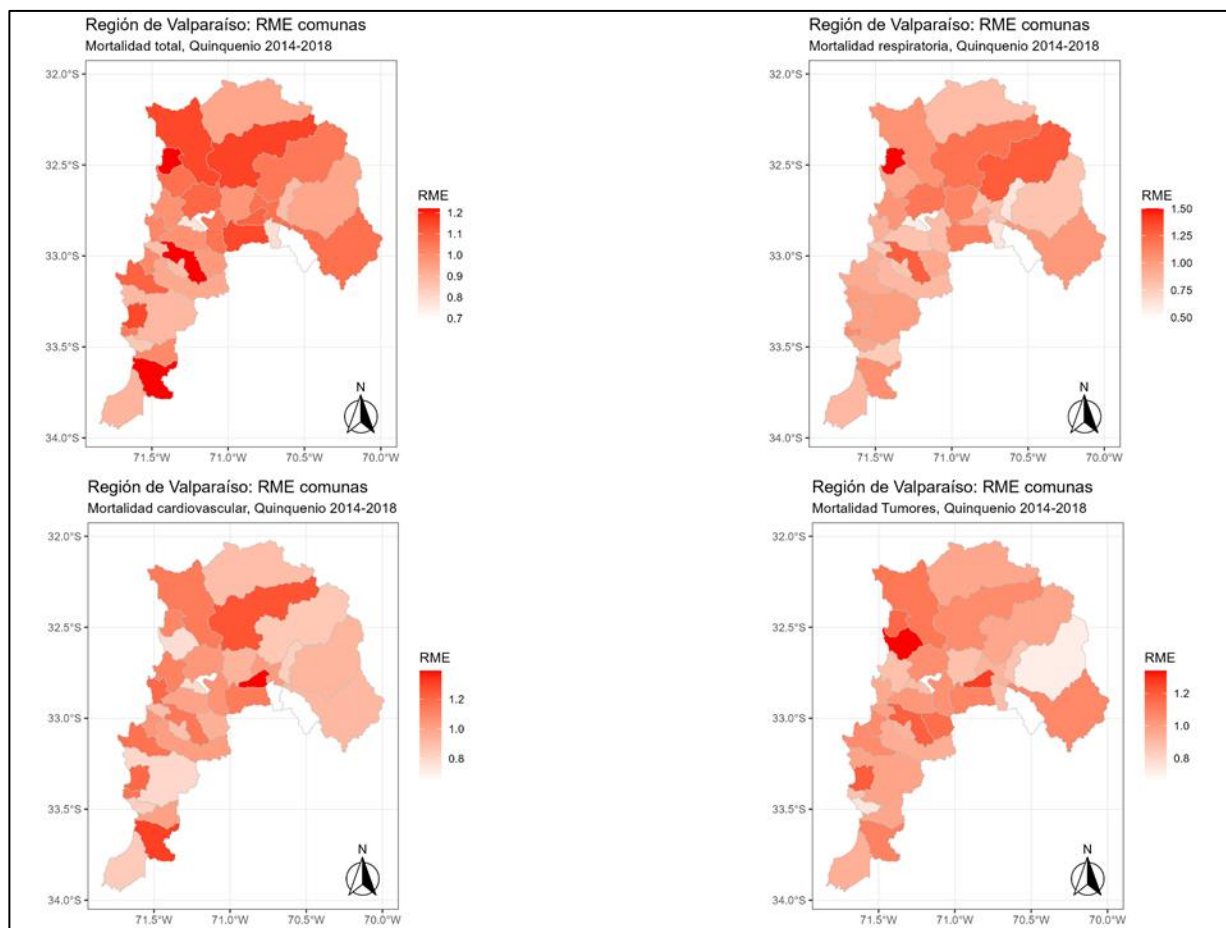 Región de Valparaíso: RME comunas
Mortalidad total, Quinquenio 2014-2018
32.0°S
32.5°S
33.0°S
33.5°S
34.0°S
71.5°W 71.0°W 70.5°W 70.0°W
RME
1.2
1.1
1.0
0.9
0.8
0.7
N
Región de Valparaíso: RME comunas
Mortalidad respiratoria, Quinquenio 2014-2018
32.0°S
32.5°S
33.0°S
33.5°S
34.0°S
71.5°W 71.0°W 70.5°W 70.0°W
RME
1.50
1.25
1.00
0.75
0.50
N
Región de Valparaíso: RME comunas
Mortalidad cardiovascular, Quinquenio 2014-2018
32.0°S
32.5°S
33.0°S
33.5°S
34.0°S
71.5°W 71.0°W 70.5°W 70.0°W
RME
1.2
1.0
0.8
N
Región de Valparaíso: RME comunas
Mortalidad Tumores, Quinquenio 2014-2018
32.0°S
32.5°S
33.0°S
33.5°S
34.0°S
71.5°W 71.0°W 70.5°W 70.0°W
RME
1.2
1.0
0.8
N